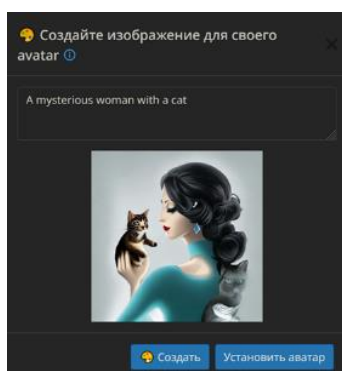 Создайте изображение для своего
avatar
A mysterious woman with a cat
Создать
Установить аватар